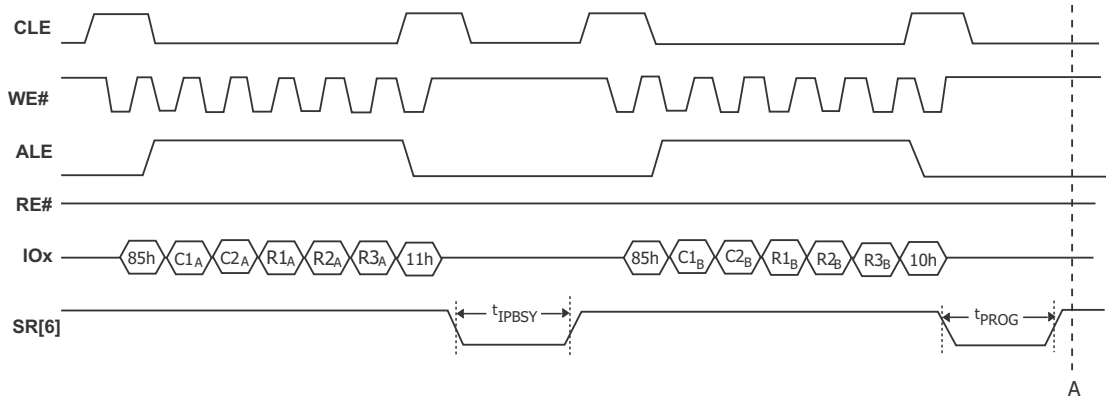 CLE
WE#
ALE
RE#
IOx 85h C1A C2A R1A R2A R3A 11h 85h C1B C2B R1B R2B R3B 10h
SR[6] tIPBSY tPROG
A